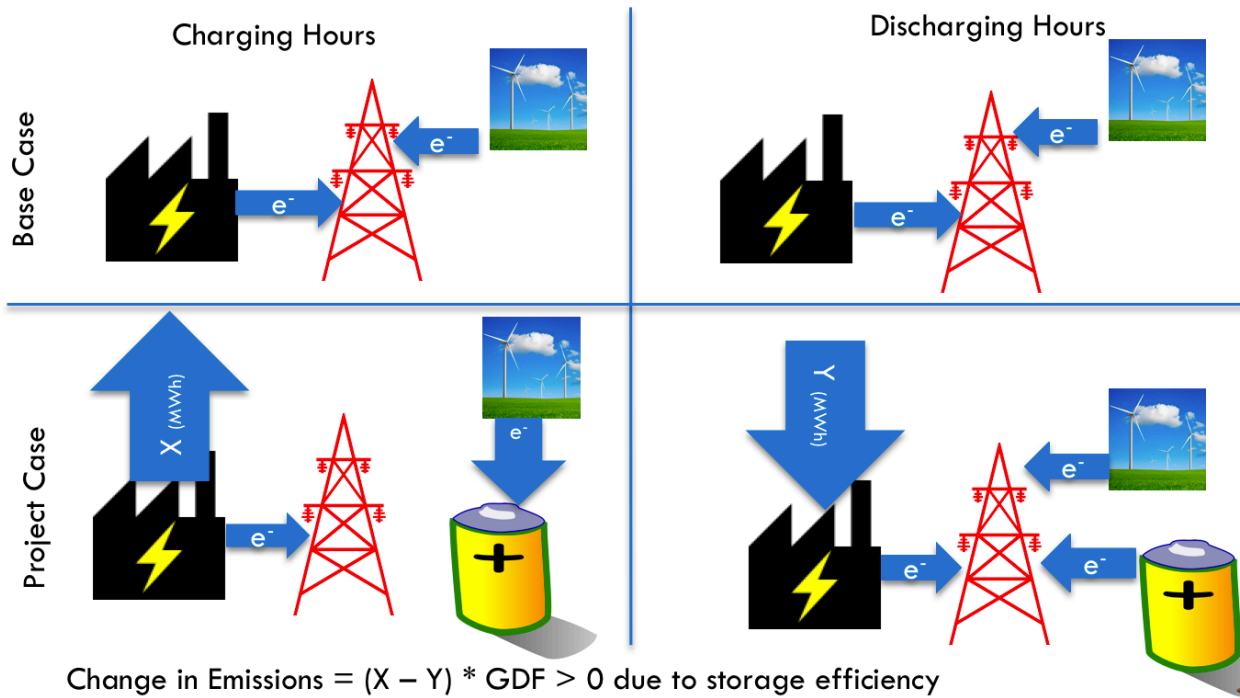 Charging Hours
Discharging Hours
Base Case
e-
e-
e-
e-
Project Case
X (MWh)
e-
e-
Y (MWh)
e-
e-
e-
Change in Emissions = (X – Y) * GDF > 0 due to storage efficiency